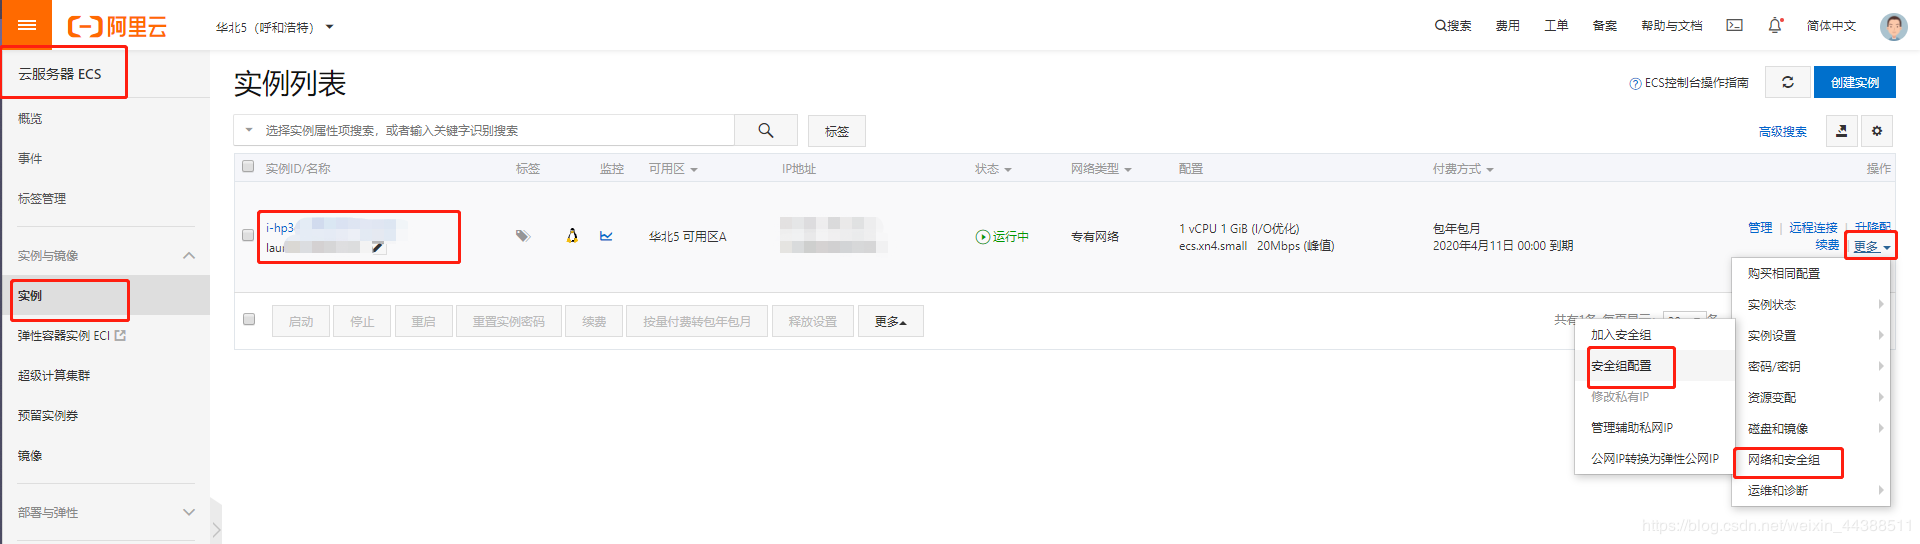 阿里云
华北5（呼和浩特）
搜索 费用 工单 备案 帮助与文档 简体中文
云服务器 ECS
概览
事件
标签管理
实例与镜像
实例
弹性容器实例 ECI
超级计算集群
预留实例券
镜像
部署与弹性
实例列表
ECS控制台操作指南
创建实例
选择实例属性项搜索，或者输入关键字识别搜索
标签
高级搜索
实例ID/名称 标签 监控 可用区 IP地址 状态 网络类型 配置 付费方式 操作
i-hp3
华北5 可用区A
运行中
专有网络
1 vCPU 1 GiB (I/O优化)
ecs.xn4.small 20Mbps (峰值)
包年包月
2020年4月11日 00:00 到期
管理 | 远程连接 | 升降配
续费 更多
启动 停止 重启 重置实例密码 续费 按量付费转包年包月 释放设置 更多
共有1条
购买相同配置
实例状态
实例设置
密码/密钥
资源变配
磁盘和镜像
网络和安全组
运维和诊断
加入安全组
安全组配置
修改私有IP
管理辅助私网IP
公网IP转换为弹性公网IP
https://blog.csdn.net/weixin_44388511